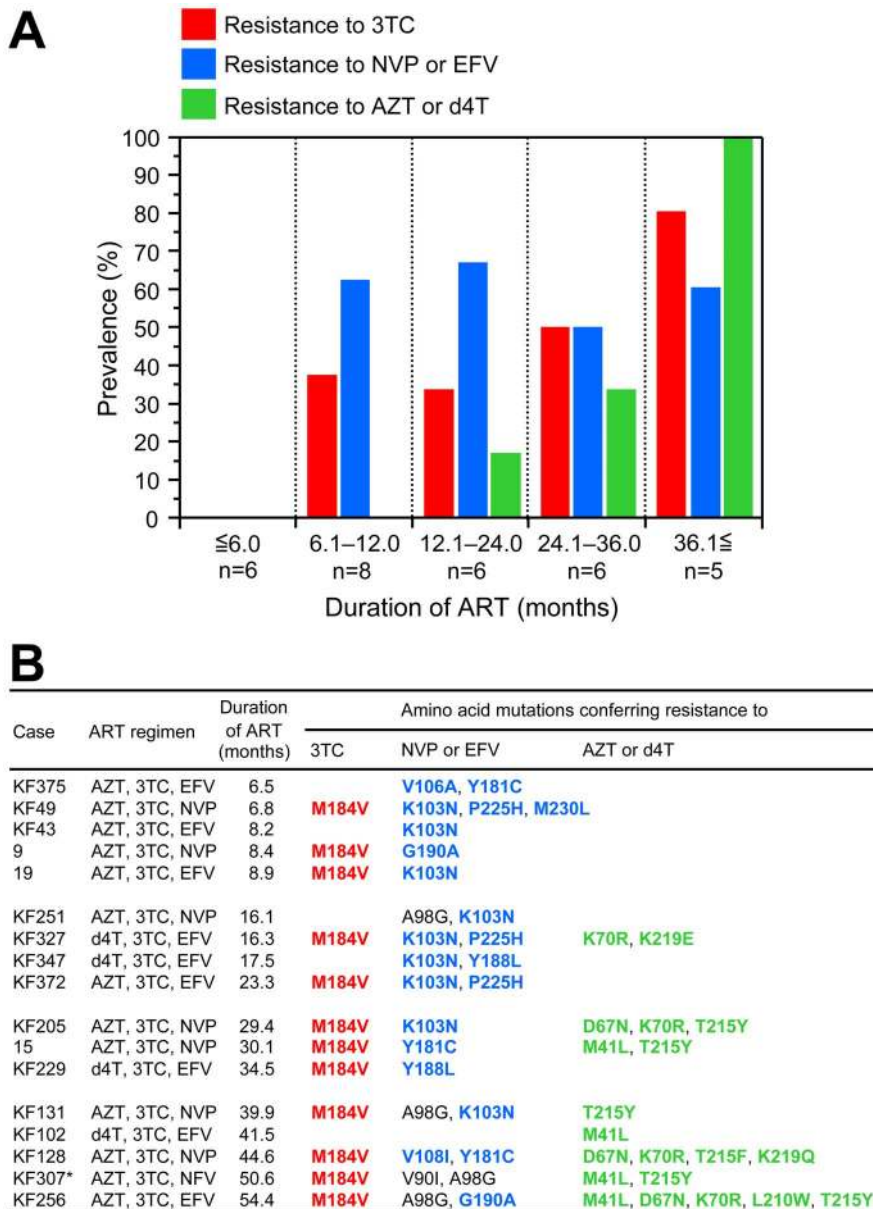 A
Resistance to 3TC
Resistance to NVP or EFV
Resistance to AZT or d4T
100
90
80
70
60
50
40
30
20
10
0
Prevalence (%)
≦6.0 6.1–12.0 12.1–24.0 24.1–36.0 36.1≦
n=6 n=8 n=6 n=6 n=5
Duration of ART (months)
B
Case ART regimen Duration of ART (months) Amino acid mutations conferring resistance to
3TC NVP or EFV AZT or d4T
KF375 AZT, 3TC, EFV 6.5 V106A, Y181C
KF49 AZT, 3TC, NVP 6.8 M184V K103N, P225H, M230L
KF43 AZT, 3TC, EFV 8.2 K103N
9 AZT, 3TC, NVP 8.4 M184V G190A
19 AZT, 3TC, EFV 8.9 M184V K103N
KF251 AZT, 3TC, NVP 16.1 A98G, K103N
KF327 d4T, 3TC, EFV 16.3 M184V K103N, P225H K70R, K219E
KF347 d4T, 3TC, EFV 17.5 K103N, Y188L
KF372 AZT, 3TC, EFV 23.3 M184V K103N, P225H
KF205 AZT, 3TC, NVP 29.4 M184V K103N D67N, K70R, T215Y
15 AZT, 3TC, NVP 30.1 M184V Y181C M41L, T215Y
KF229 d4T, 3TC, EFV 34.5 M184V Y188L
KF131 AZT, 3TC, NVP 39.9 M184V A98G, K103N T215Y
KF102 d4T, 3TC, EFV 41.5 M41L
KF128 AZT, 3TC, NVP 44.6 M184V V108I, Y181C D67N, K70R, T215F, K219Q
KF307* AZT, 3TC, NFV 50.6 M184V V90I, A98G M41L, T215Y
KF256 AZT, 3TC, EFV 54.4 M184V A98G, G190A M41L, D67N, K70R, L210W, T215Y